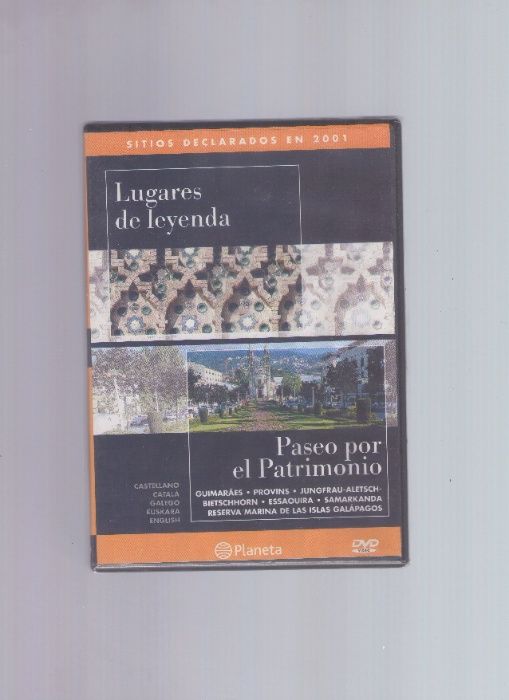 SITIOS DECLARADOS EN 2001
Lugares
de leyenda
Paseo por
el Patrimonio
CASTELLANO
CATALÀ
GALEGO
EUSKARA
ENGLISH
GUIMARÃES • PROVINS • JUNGFRAU-ALETSCH-
BIETSCHHORN • ESSAOUIRA • SAMARKANDA
RESERVA MARINA DE LAS ISLAS GALÁPAGOS
Planeta
DVD
VIDEO